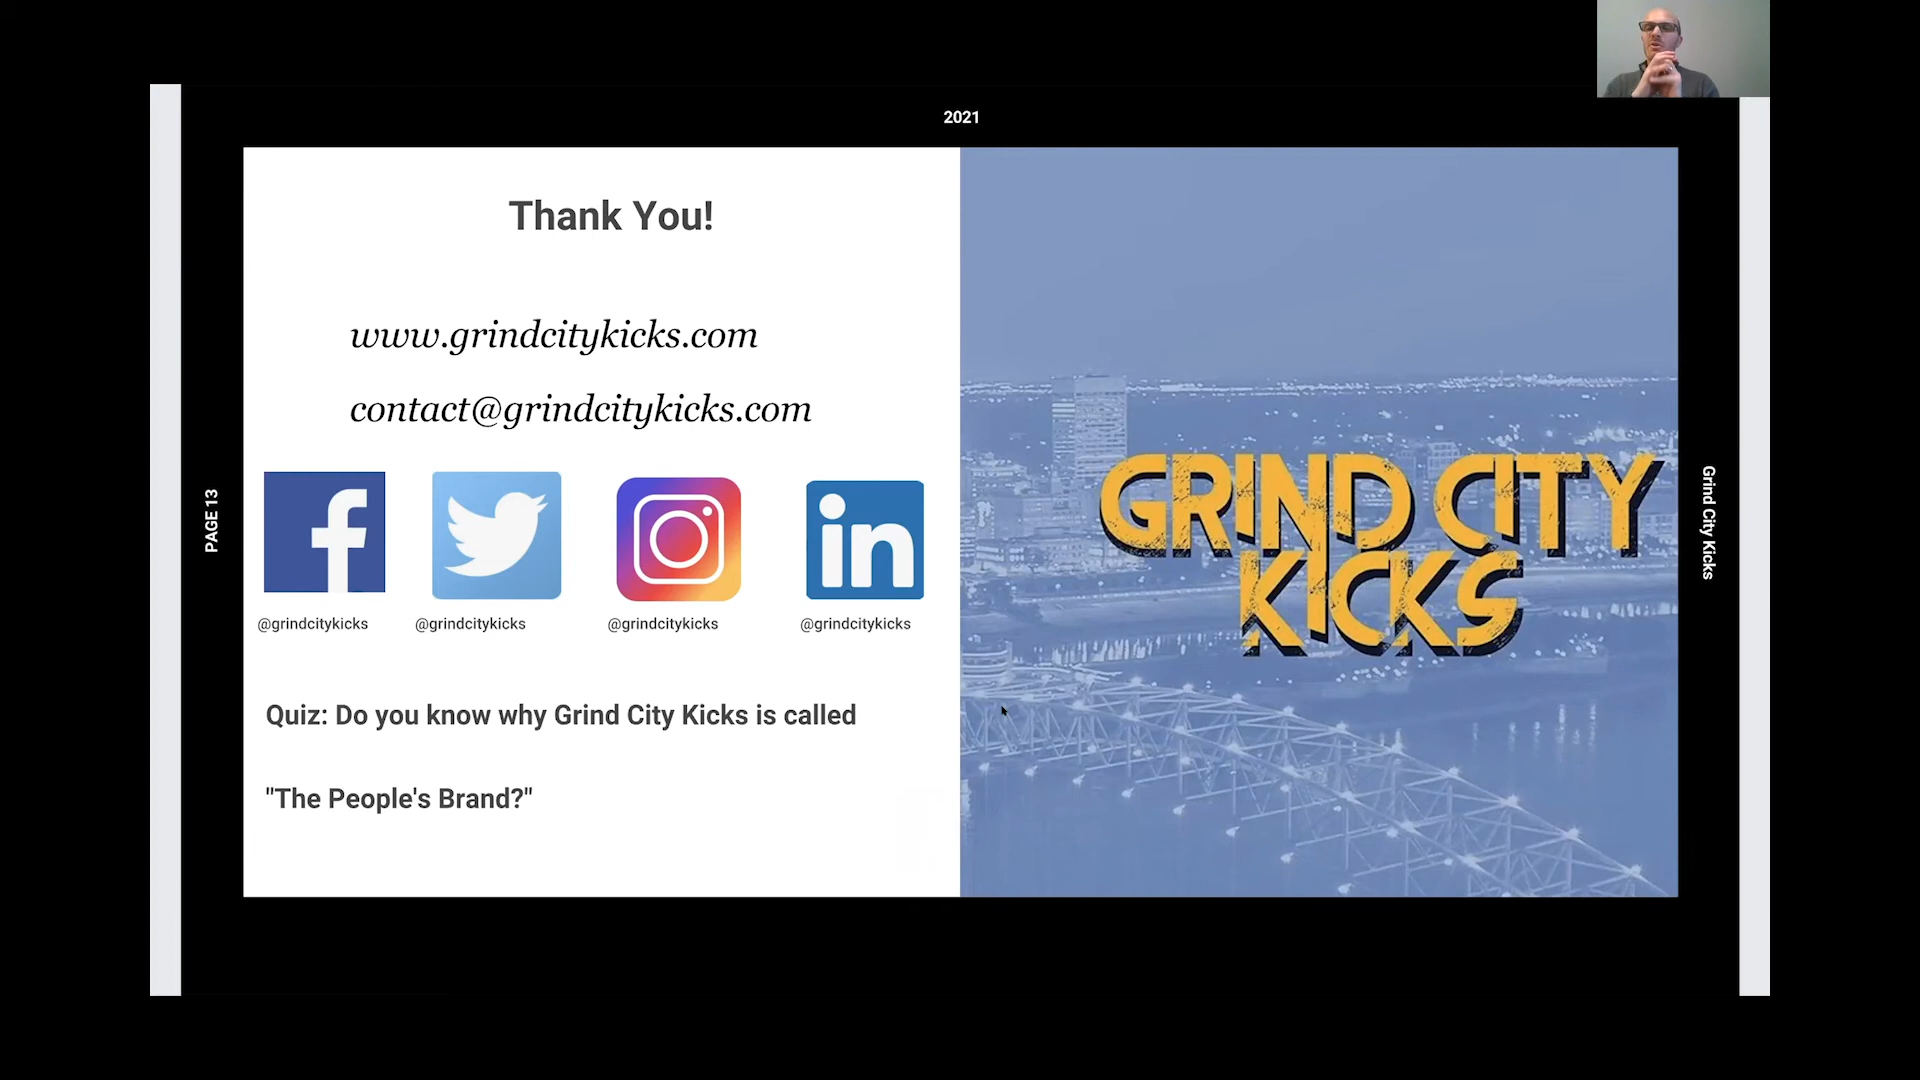 2021
Thank You!
www.grindcitykicks.com
contact@grindcitykicks.com
@grindcitykicks
@grindcitykicks
@grindcitykicks
@grindcitykicks
Quiz: Do you know why Grind City Kicks is called
"The People's Brand?"
GRIND CITY
KICKS
PAGE 13
Grind City Kicks